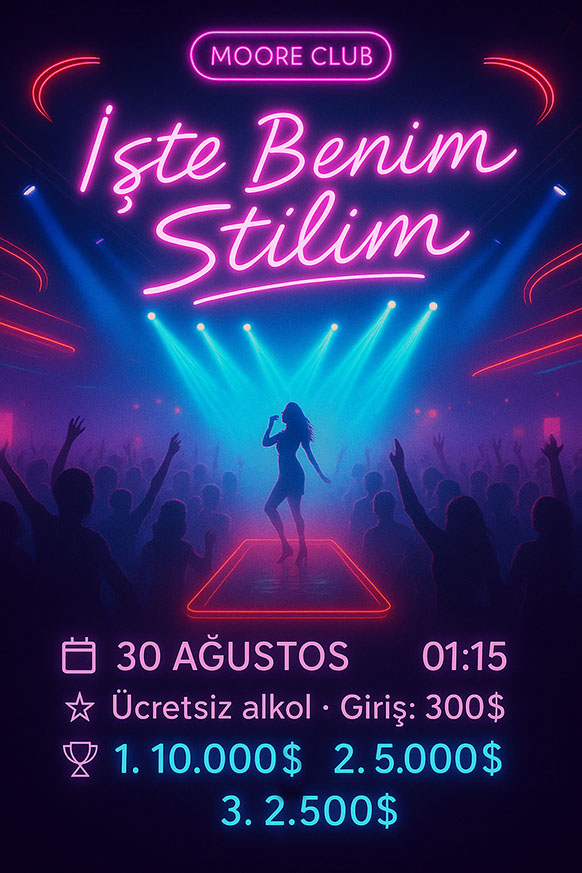 MOORE CLUB
İşte Benim
Stilim
30 AĞUSTOS 01:15
Ücretsiz alkol · Giriş: 300$
1. 10.000$ 2. 5.000$
3. 2.500$